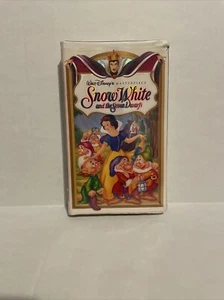 WALT DISNEY'S MASTERPIECE
Snow White
and the Seven Dwarfs